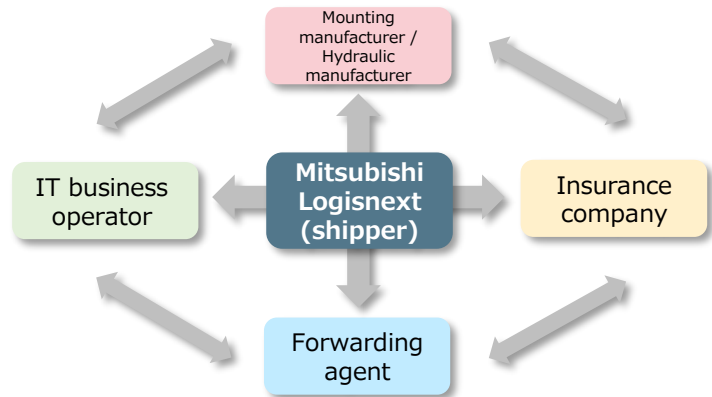 Mounting
manufacturer /
Hydraulic
manufacturer
IT business
operator
Mitsubishi
Logisnext
(shipper)
Insurance
company
Forwarding
agent